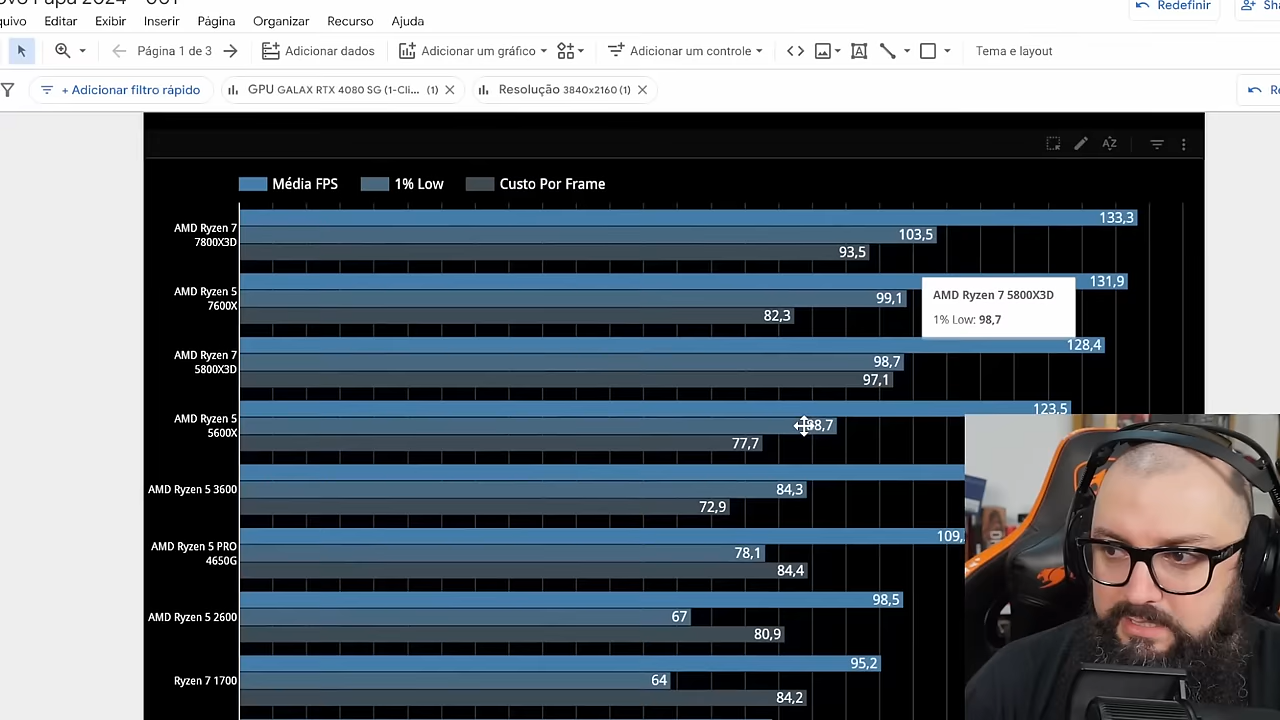 quivo Editar Exibir Inserir Página Organizar Recurso Ajuda
Redefinir
Página 1 de 3 Adicionar dados Adicionar um gráfico Adicionar um controle Tema e layout
+ Adicionar filtro rápido GPU GALAX RTX 4080 SG (1-Cli... (1) Resolução 3840x2160 (1)
Média FPS 1% Low Custo Por Frame
AMD Ryzen 7
7800X3D
133,3
103,5
93,5
AMD Ryzen 5
7600X
131,9
99,1
82,3
AMD Ryzen 7 5800X3D
1% Low: 98,7
AMD Ryzen 7
5800X3D
128,4
98,7
97,1
AMD Ryzen 5
5600X
123,5
8,7
77,7
AMD Ryzen 5 3600
84,3
72,9
AMD Ryzen 5 PRO
4650G
109,
78,1
84,4
AMD Ryzen 5 2600
98,5
67
80,9
Ryzen 7 1700
95,2
64
84,2